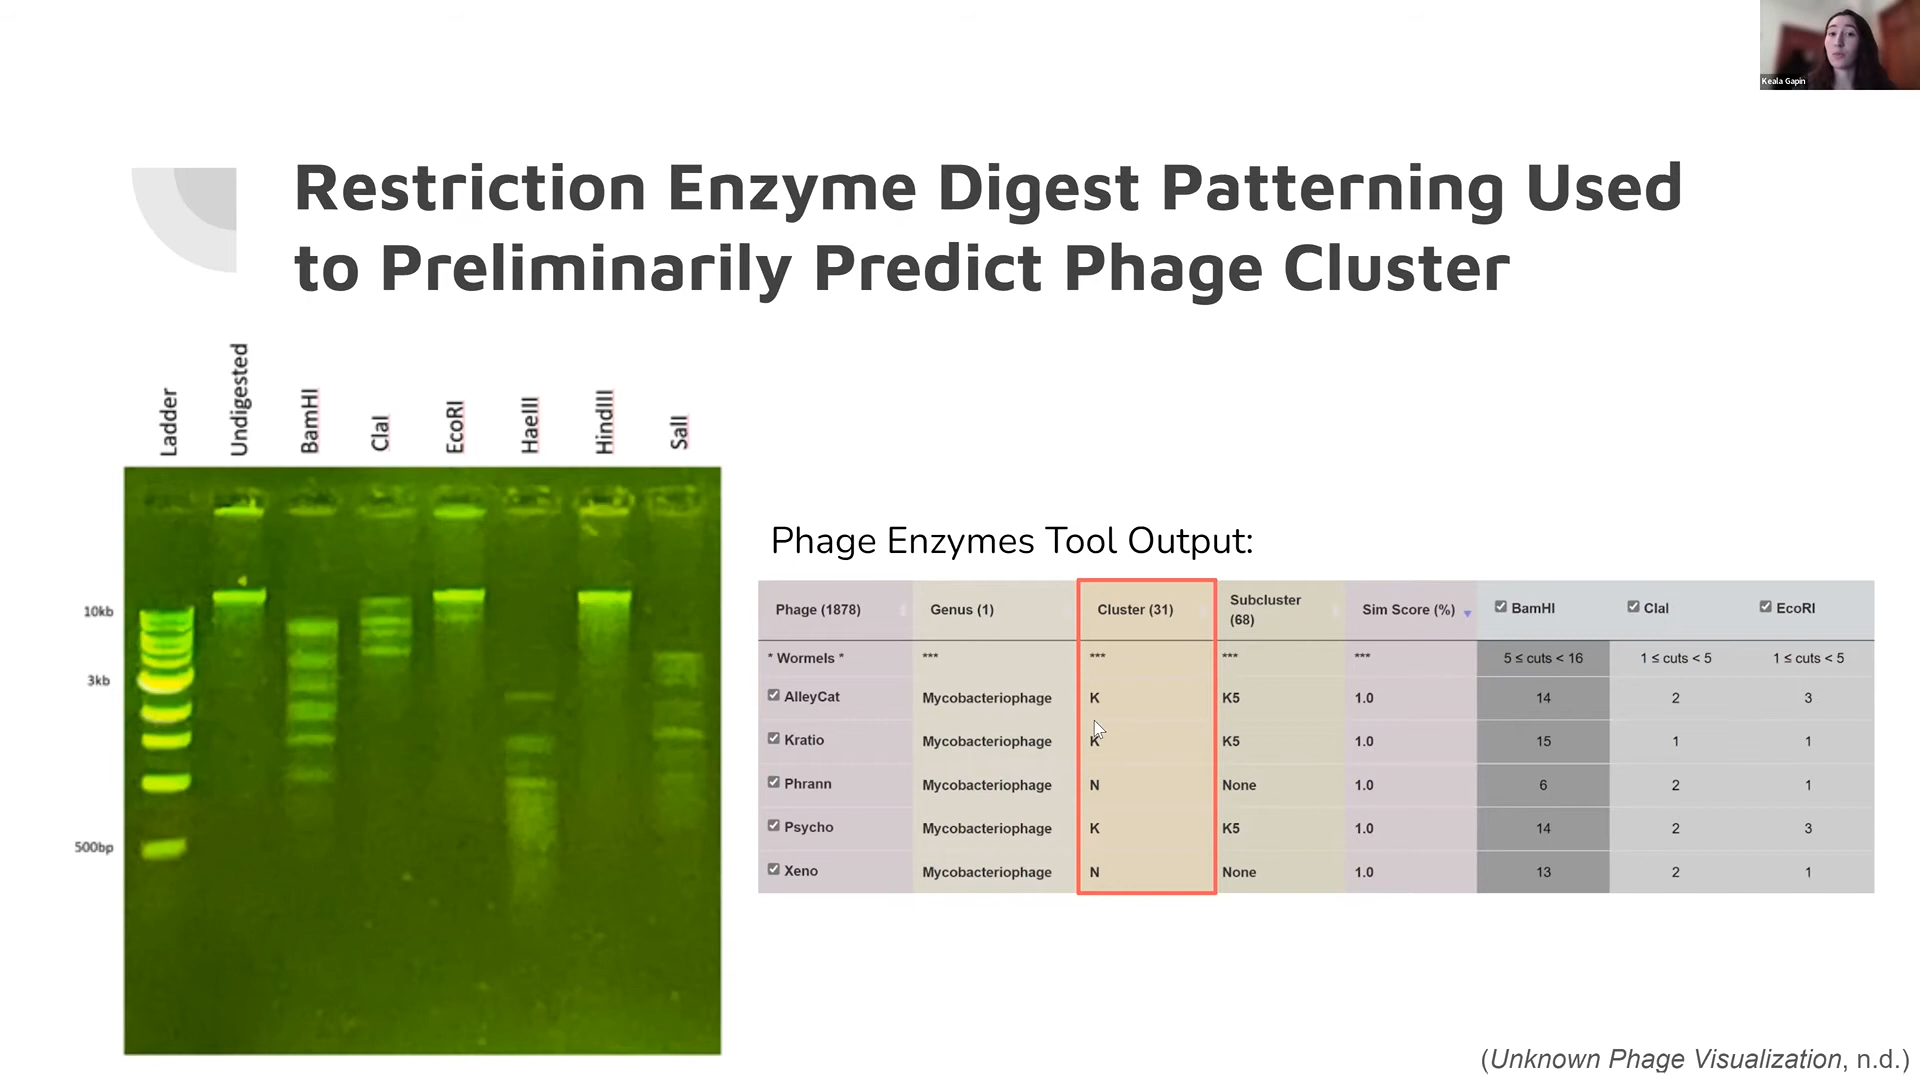 Keala Gapin
Restriction Enzyme Digest Patterning Used
to Preliminarily Predict Phage Cluster
Ladder
Undigested
BamHI
ClaI
EcoRI
HaeIII
HindIII
SalI
10kb
3kb
500bp
Phage Enzymes Tool Output:
Phage (1878) Genus (1) Cluster (31) Subcluster (68) Sim Score (%) BamHI ClaI EcoRI
* Wormels * *** *** *** *** 5 ≤ cuts < 16 1 ≤ cuts < 5 1 ≤ cuts < 5
AlleyCat Mycobacteriophage K K5 1.0 14 2 3
Kratio Mycobacteriophage K K5 1.0 15 1 1
Phrann Mycobacteriophage N None 1.0 6 2 1
Psycho Mycobacteriophage K K5 1.0 14 2 3
Xeno Mycobacteriophage N None 1.0 13 2 1
(Unknown Phage Visualization, n.d.)